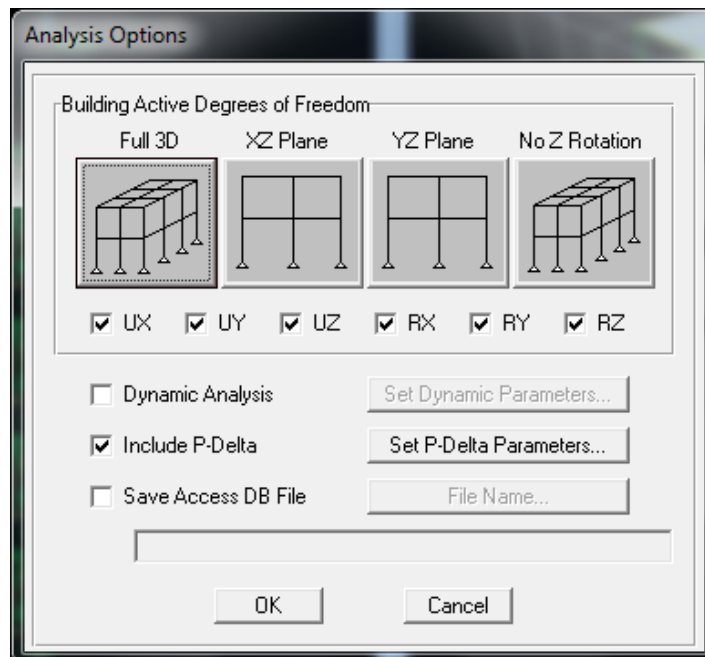 Analysis Options
Building Active Degrees of Freedom
Full 3D XZ Plane YZ Plane No Z Rotation
UX UY UZ RX RY RZ
Dynamic Analysis Set Dynamic Parameters...
Include P-Delta Set P-Delta Parameters...
Save Access DB File File Name...
OK Cancel